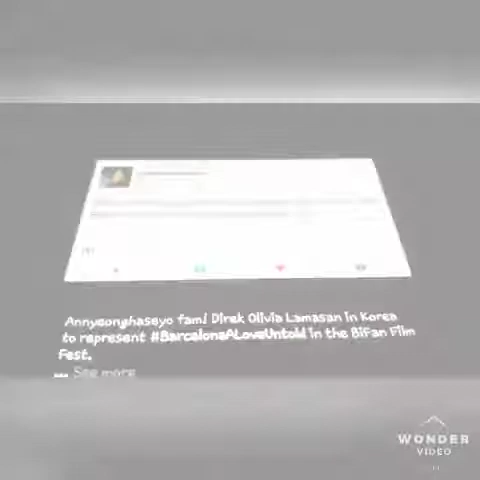 Annyeonghaseyo fam! Direk Olivia Lamasan in Korea
to represent #BarcelonaALoveUntold in the BiFan Film
Fest.
... See more
WONDER
VIDEO